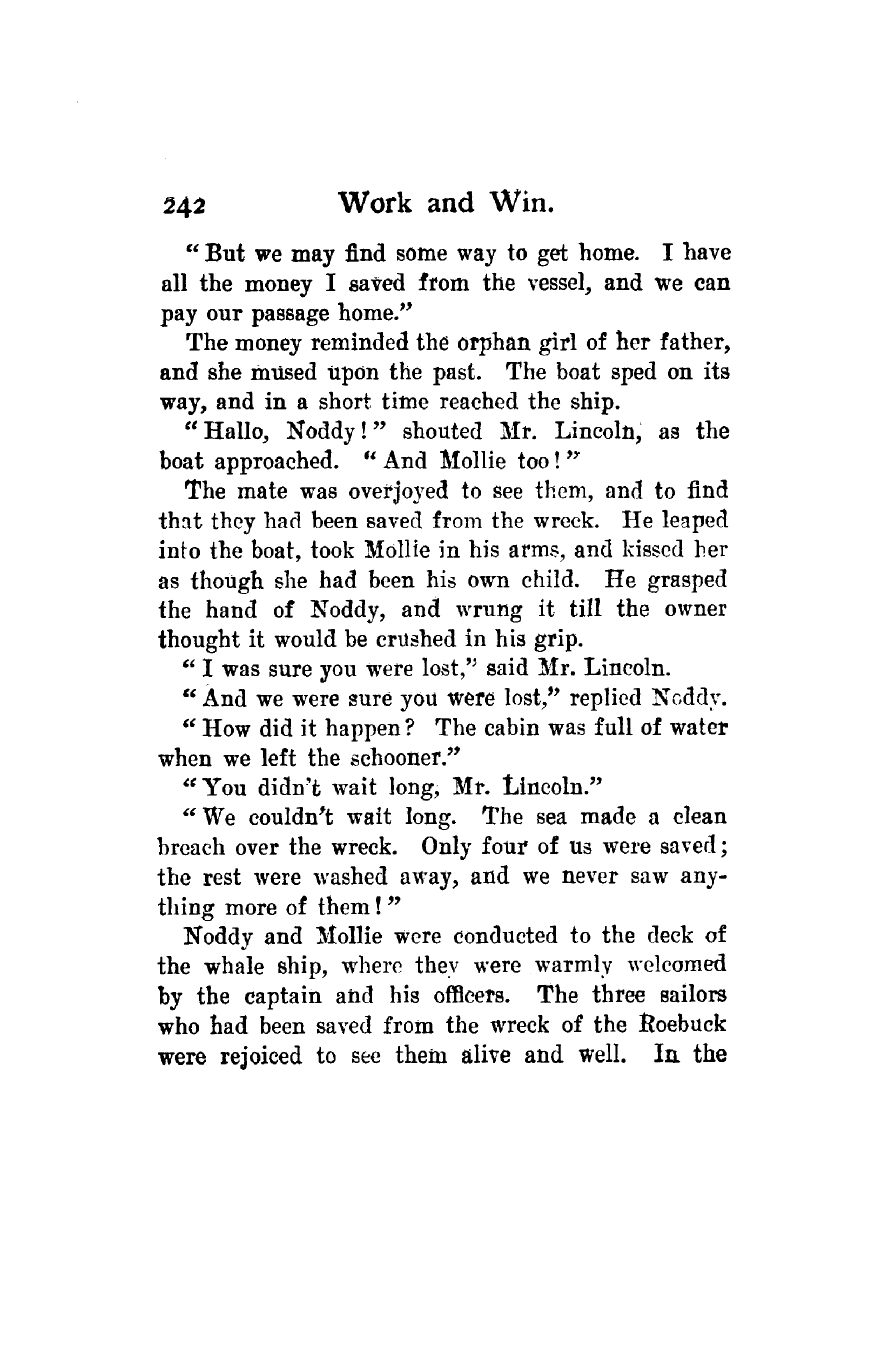 242 Work and Win.
“But we may find some way to get home. I have
all the money I saved from the vessel, and we can
pay our passage home.”
The money reminded the orphan girl of her father,
and she mused upon the past. The boat sped on its
way, and in a short time reached the ship.
“Hallo, Noddy!” shouted Mr. Lincoln, as the
boat approached. “And Mollie too!”
The mate was overjoyed to see them, and to find
that they had been saved from the wreck. He leaped
into the boat, took Mollie in his arms, and kissed her
as though she had been his own child. He grasped
the hand of Noddy, and wrung it till the owner
thought it would be crushed in his grip.
“I was sure you were lost,” said Mr. Lincoln.
“And we were sure you were lost,” replied Noddy.
“How did it happen? The cabin was full of water
when we left the schooner.”
“You didn't wait long, Mr. Lincoln.”
“We couldn't wait long. The sea made a clean
breach over the wreck. Only four of us were saved;
the rest were washed away, and we never saw any-
thing more of them!”
Noddy and Mollie were conducted to the deck of
the whale ship, where they were warmly welcomed
by the captain and his officers. The three sailors
who had been saved from the wreck of the Roebuck
were rejoiced to see them alive and well. In the